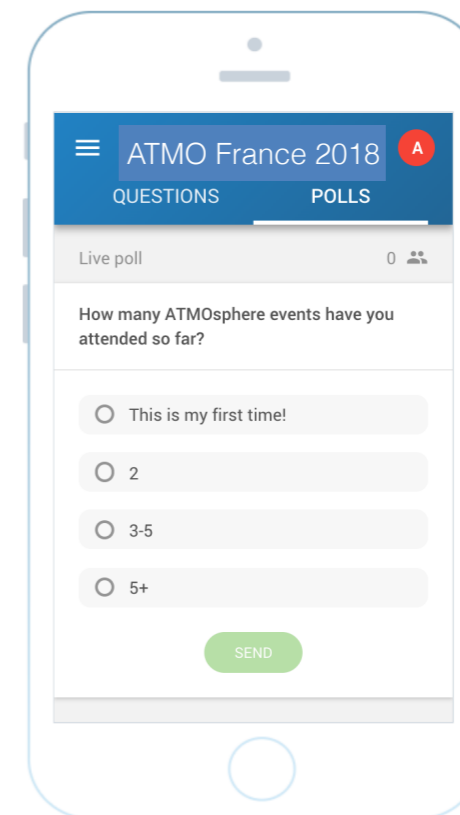 ATMO France 2018
A
QUESTIONS POLLS
Live poll 0
How many ATMOsphere events have you
attended so far?
This is my first time!
2
3-5
5+
SEND